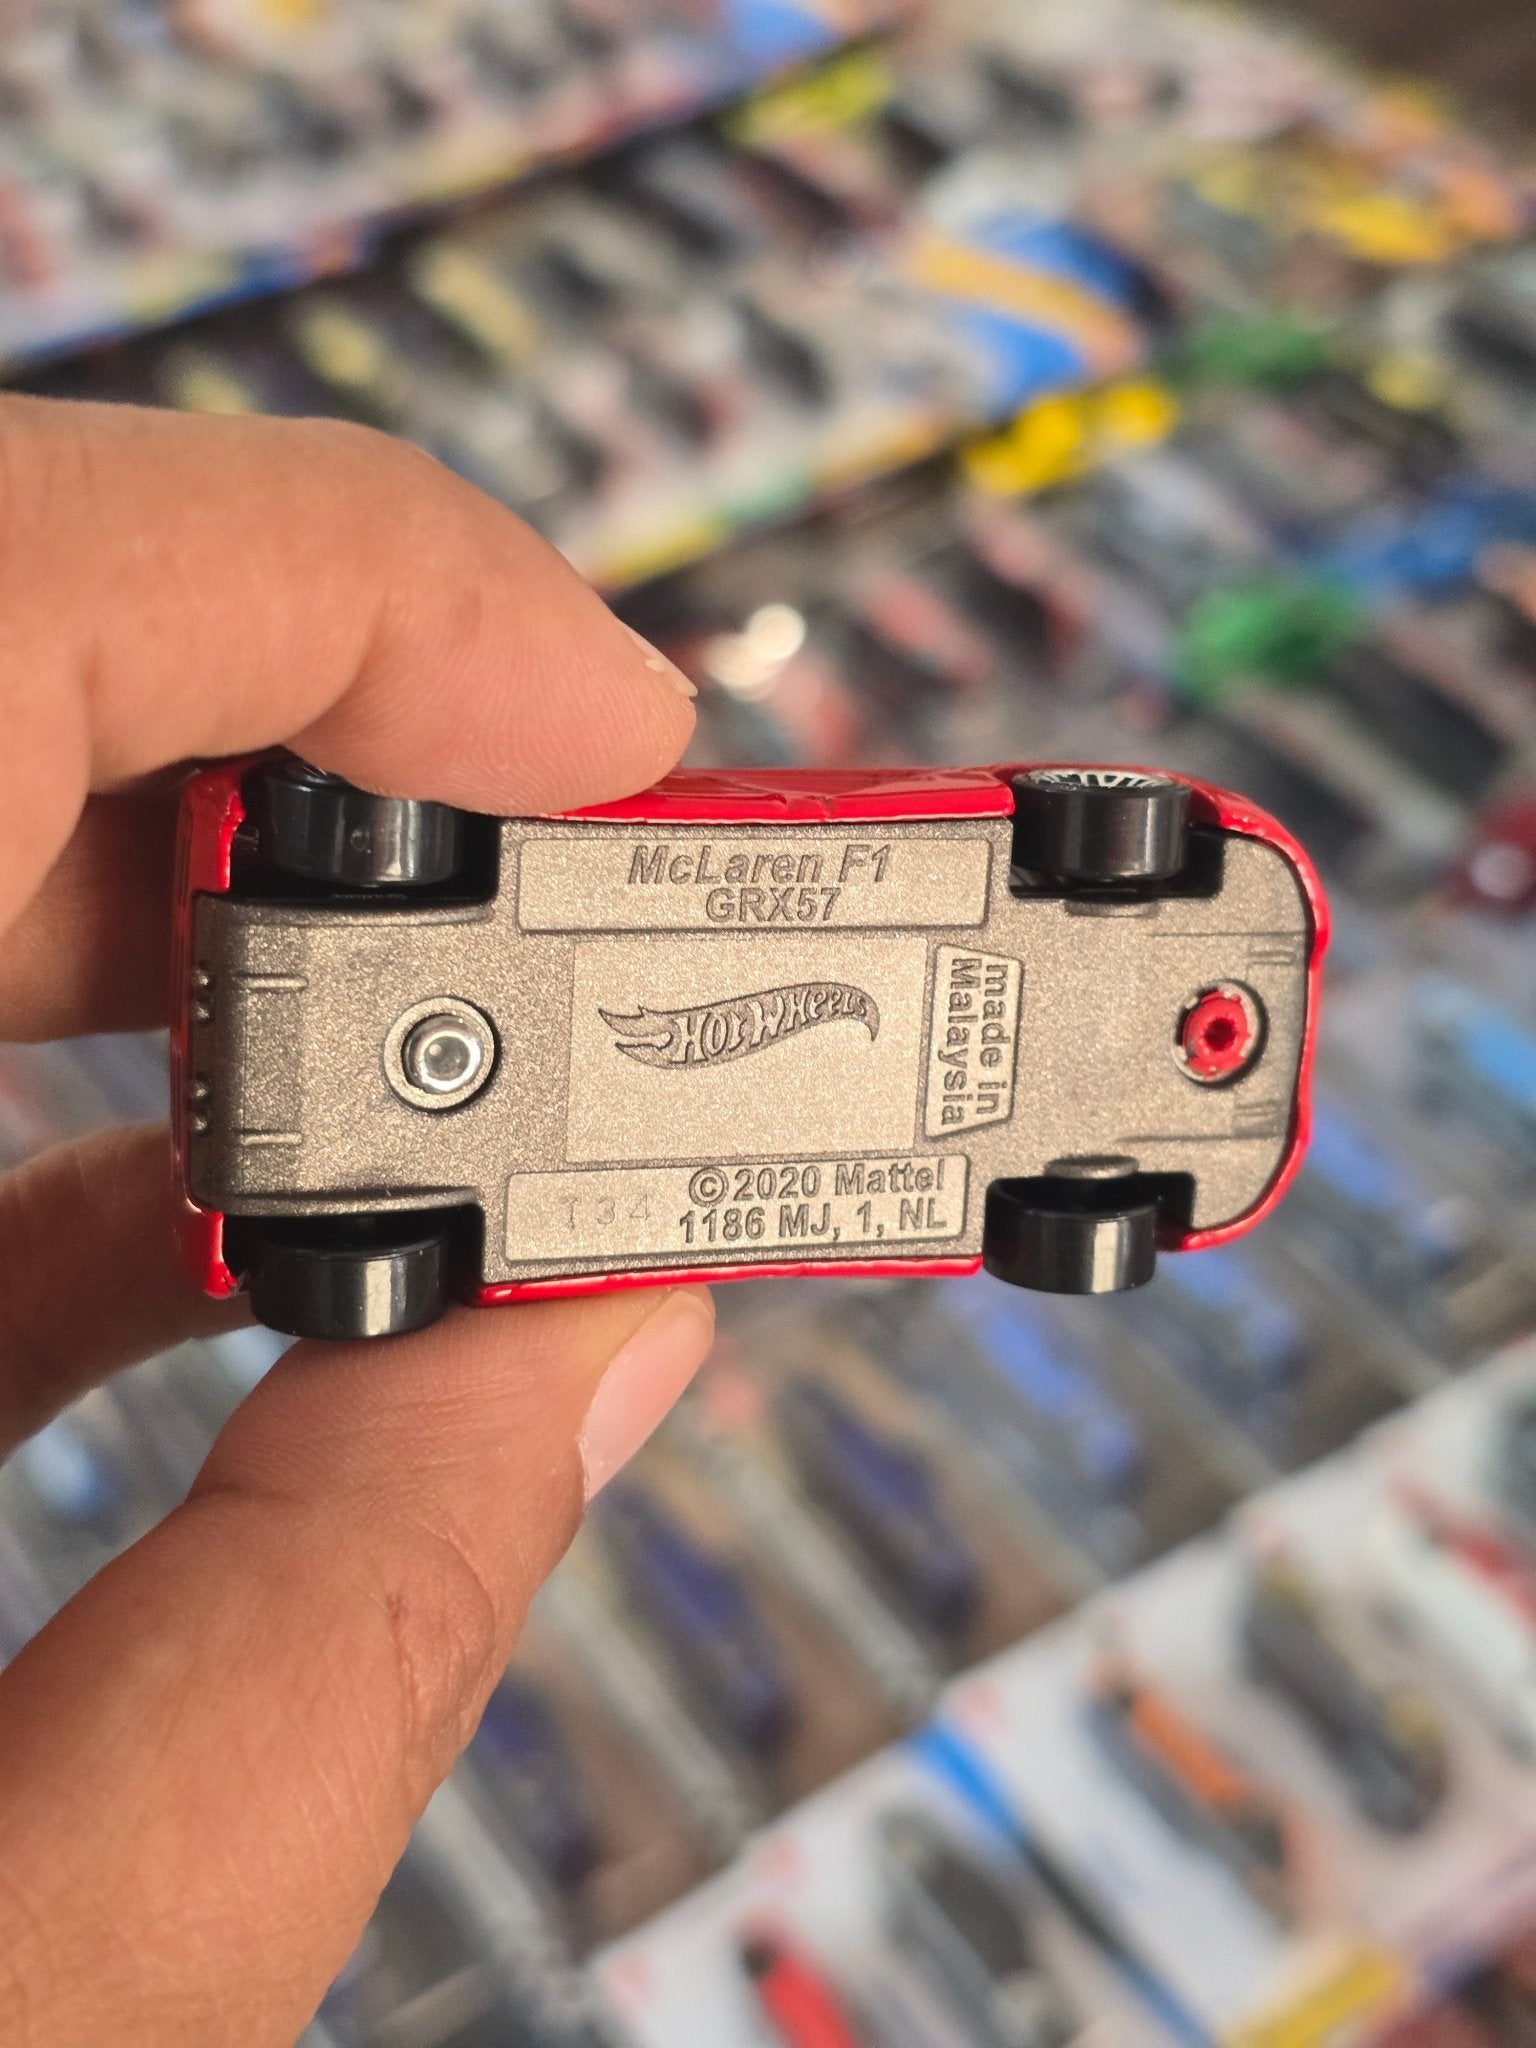 McLaren F1
GRX57
HOT WHEELS
made in
Malaysia
©2020 Mattel
T34 1186 MJ, 1, NL